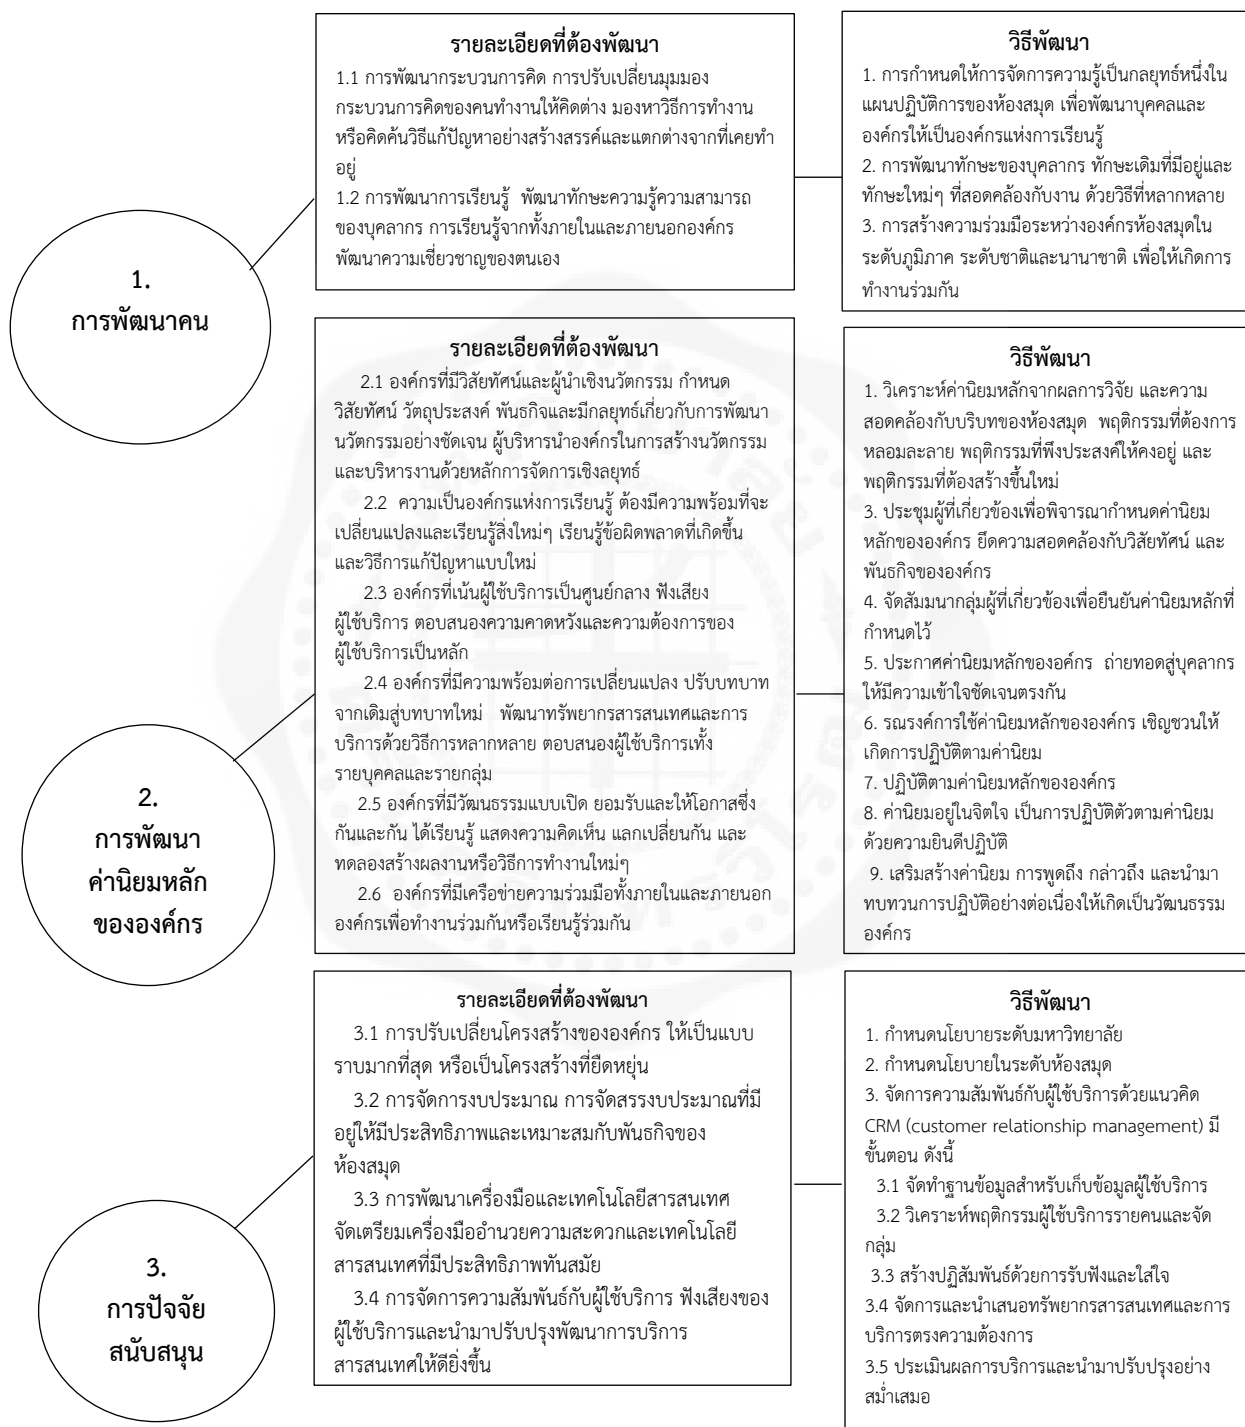 รายละเอียดที่ต้องพัฒนา
1.1 การพัฒนากระบวนการคิด การปรับเปลี่ยนมุมมอง
กระบวนการคิดของคนทำงานให้คิดต่าง มองหาวิธีการทำงาน
หรือคิดค้นวิธีแก้ปัญหาอย่างสร้างสรรค์และแตกต่างจากที่เคยทำ
อยู่
1.2 การพัฒนาการเรียนรู้ พัฒนาทักษะความรู้ความสามารถ
ของบุคลากร การเรียนรู้จากทั้งภายในและภายนอกองค์กร
พัฒนาความเชี่ยวชาญของตนเอง
วิธีพัฒนา
1. การกำหนดให้การจัดการความรู้เป็นกลยุทธ์หนึ่งใน
แผนปฏิบัติการของห้องสมุด เพื่อพัฒนาบุคคลและ
องค์กรให้เป็นองค์กรแห่งการเรียนรู้
2. การพัฒนาทักษะของบุคลากร ทักษะเดิมที่มีอยู่และ
ทักษะใหม่ๆ ที่สอดคล้องกับงาน ด้วยวิธีที่หลากหลาย
3. การสร้างความร่วมมือระหว่างองค์กรห้องสมุดใน
ระดับภูมิภาค ระดับชาติและนานาชาติ เพื่อให้เกิดการ
ทำงานร่วมกัน
1.
การพัฒนาคน
รายละเอียดที่ต้องพัฒนา
2.1 องค์กรที่มีวิสัยทัศน์และผู้นำเชิงนวัตกรรม กำหนด
วิสัยทัศน์ วัตถุประสงค์ พันธกิจและมีกลยุทธ์เกี่ยวกับการพัฒนา
นวัตกรรมอย่างชัดเจน ผู้บริหารนำองค์กรในการสร้างนวัตกรรม
และบริหารงานด้วยหลักการจัดการเชิงลยุทธ์
2.2 ความเป็นองค์กรแห่งการเรียนรู้ ต้องมีความพร้อมที่จะ
เปลี่ยนแปลงและเรียนรู้สิ่งใหม่ๆ เรียนรู้ข้อผิดพลาดที่เกิดขึ้น
และวิธีการแก้ปัญหาแบบใหม่
2.3 องค์กรที่เน้นผู้ใช้บริการเป็นศูนย์กลาง ฟังเสียง
ผู้ใช้บริการ ตอบสนองความคาดหวังและความต้องการของ
ผู้ใช้บริการเป็นหลัก
2.4 องค์กรที่มีความพร้อมต่อการเปลี่ยนแปลง ปรับบทบาท
จากเดิมสู่บทบาทใหม่ พัฒนาทรัพยากรสารสนเทศและการ
บริการด้วยวิธีการหลากหลาย ตอบสนองผู้ใช้บริการเท้ัง
รายบุคคลและรายกลุ่ม
2.5 องค์กรที่มีวัฒนธรรมแบบเปิด ยอมรับและให้โอกาสซึ่ง
กันและกัน ได้เรียนรู้ แสดงความคิดเห็น แลกเปลี่ยนกัน และ
ทดลองสร้างผลงานหรือวิธีการทำงานใหม่ๆ
2.6 องค์กรที่มีเครือข่ายความร่วมมือทั้งภายในและภายนอก
องค์กรเพื่อทำงานร่วมกันหรือเรียนรู้ร่วมกัน
วิธีพัฒนา
1. วิเคราะห์ค่านิยมหลักจากผลการวิจัย และความ
สอดคล้องกับบริบทของห้องสมุด พฤติกรรมที่ต้องการ
หลอมละลาย พฤติกรรมที่พึงประสงค์ให้คงอยู่ และ
พฤติกรรมที่ต้องสร้างขึ้นใหม่
3. ประชุมผู้ที่เกี่ยวข้องเพื่อพิจารณากำหนดค่านิยม
หลักขององค์กร ยึดความสอดคล้องกับวิสัยทัศน์ และ
พันธกิจขององค์กร
4. จัดสัมมนากลุ่มผู้ที่เกี่ยวข้องเพื่อยืนยันค่านิยมหลักที่
กำหนดไว้
5. ประกาศค่านิยมหลักขององค์กร ถ่ายทอดสู่บุคลากร
ให้มีความเข้าใจชัดเจนตรงกัน
6. รณรงค์การใช้ค่านิยมหลักขององค์กร เชิญชวนให้
เกิดการปฏิบัติตามค่านิยม
7. ปฏิบัติตามค่านิยมหลักขององค์กร
8. ค่านิยมอยู่ในจิตใจ เป็นการปฏิบัติตัวตามค่านิยม
ด้วยความยินดีปฏิบัติ
9. เสริมสร้างค่านิยม การพูดถึง กล่าวถึง และนำมา
ทบทวนการปฏิบัติอย่างต่อเนื่องให้เกิดเป็นวัฒนธรรม
องค์กร
2.
การพัฒนา
ค่านิยมหลัก
ขององค์กร
รายละเอียดที่ต้องพัฒนา
3.1 การปรับเปลี่ยนโครงสร้างขององค์กร ให้เป็นแบบ
ราบมากที่สุด หรือเป็นโครงสร้างที่ยืดหยุ่น
3.2 การจัดการงบประมาณ การจัดสรรงบประมาณที่มี
อยู่ให้มีประสิทธิภาพและเหมาะสมกับพันธกิจของ
ห้องสมุด
3.3 การพัฒนาเครื่องมือและเทคโนโลยีสารสนเทศ
จัดเตรียมเครื่องมืออำนวยความสะดวกและเทคโนโลยี
สารสนเทศที่มีประสิทธิภาพทันสมัย
3.4 การจัดการความสัมพันธ์กับผู้ใช้บริการ ฟังเสียงของ
ผู้ใช้บริการและนำมาปรับปรุงพัฒนาการบริการ
สารสนเทศให้ดียิ่งขึ้น
วิธีพัฒนา
1. กำหนดนโยบายระดับมหาวิทยาลัย
2. กำหนดนโยบายในระดับห้องสมุด
3. จัดการความสัมพันธ์กับผู้ใช้บริการด้วยแนวคิด
CRM (customer relationship management) มี
ขั้นตอน ดังนี้
3.1 จัดทำฐานข้อมูลสำหรับเก็บข้อมูลผู้ใช้บริการ
3.2 วิเคราะห์พฤติกรรมผู้ใช้บริการรายคนและจัด
กลุ่ม
3.3 สร้างปฏิสัมพันธ์ด้วยการรับฟังและใส่ใจ
3.4 จัดการและนำเสนอทรัพยากรสารสนเทศและการ
บริการตรงความต้องการ
3.5 ประเมินผลการบริการและนำมาปรับปรุงอย่าง
สม่ำเสมอ
3.
การปัจจัย
สนับสนุน